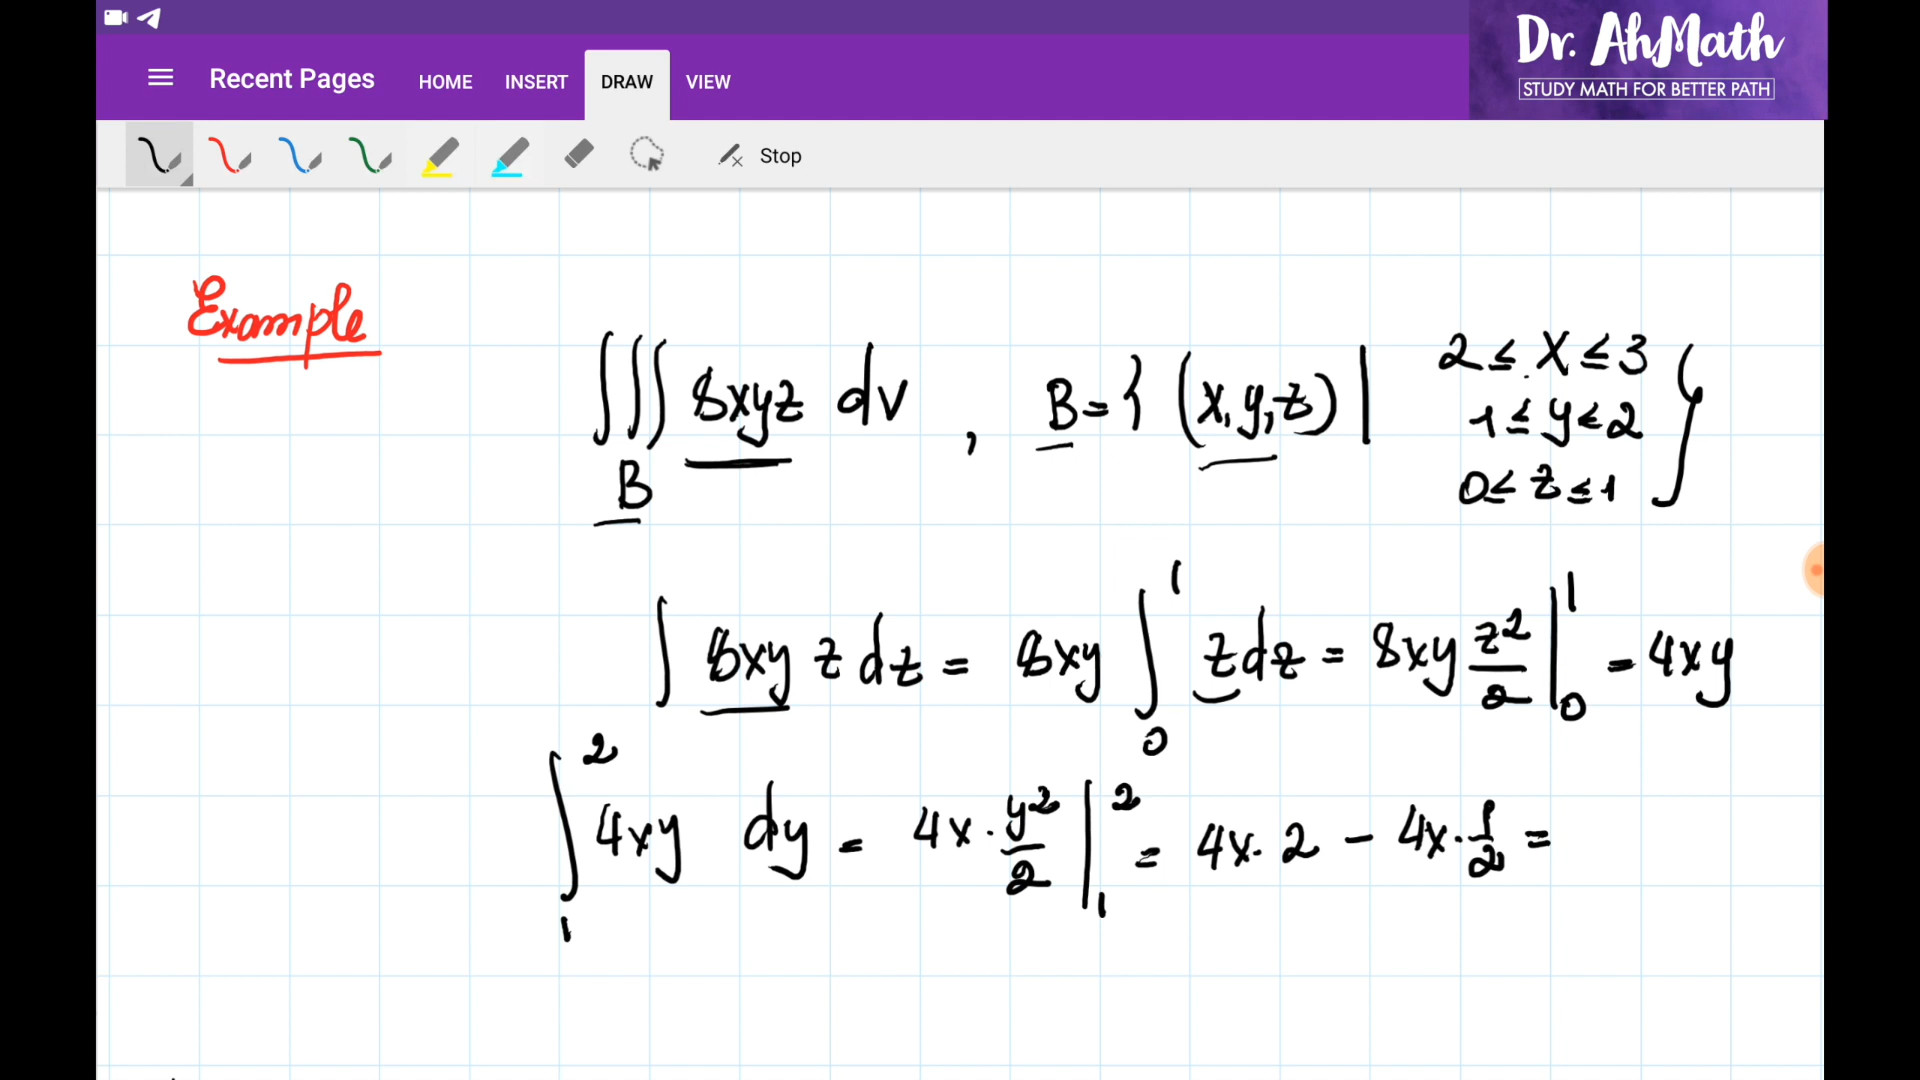 Dr. AhMath
STUDY MATH FOR BETTER PATH
Recent Pages HOME INSERT DRAW VIEW
Stop
Example
∫∫∫_B 8xyz dv , B = { (x,y,z) | 2 ≤ x ≤ 3
1 ≤ y ≤ 2
0 ≤ z ≤ 1 }
∫ 8xy z dz = 8xy ∫_0^1 z dz = 8xy z^2/2 |_0^1 = 4xy
∫_1^2 4xy dy = 4x · y^2/2 |_1^2 = 4x · 2 − 4x · 1/2 =